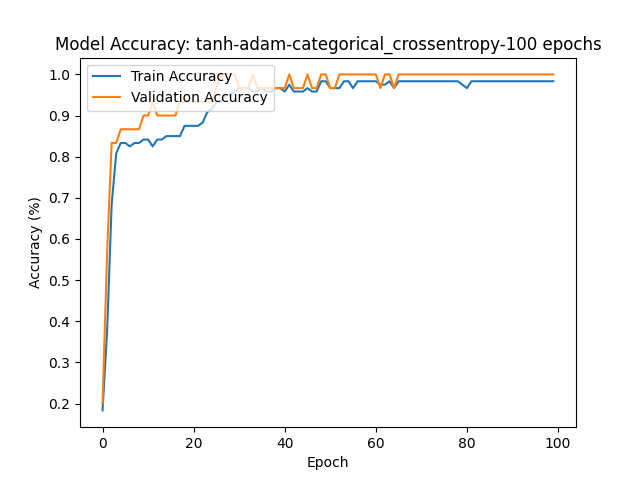 Model Accuracy: tanh-adam-categorical_crossentropy-100 epochs
Train Accuracy
Validation Accuracy
1.0
0.9
0.8
0.7
0.6
0.5
0.4
0.3
0.2
Accuracy (%)
0 20 40 60 80 100
Epoch